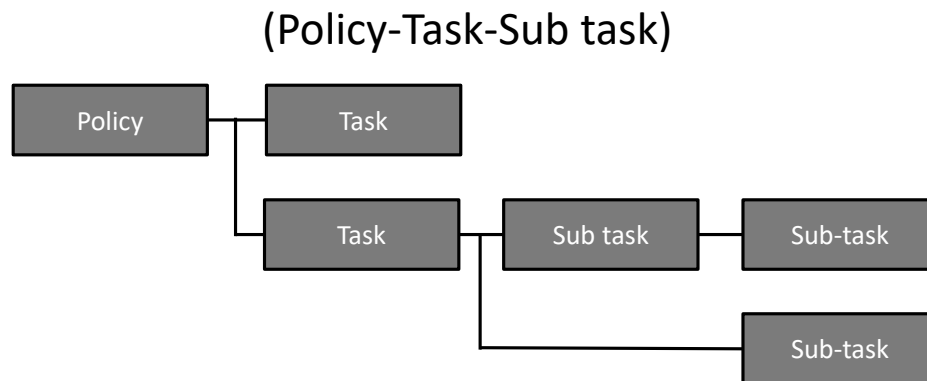 (Policy-Task-Sub task)
Policy
Task
Task
Sub task
Sub-task
Sub-task